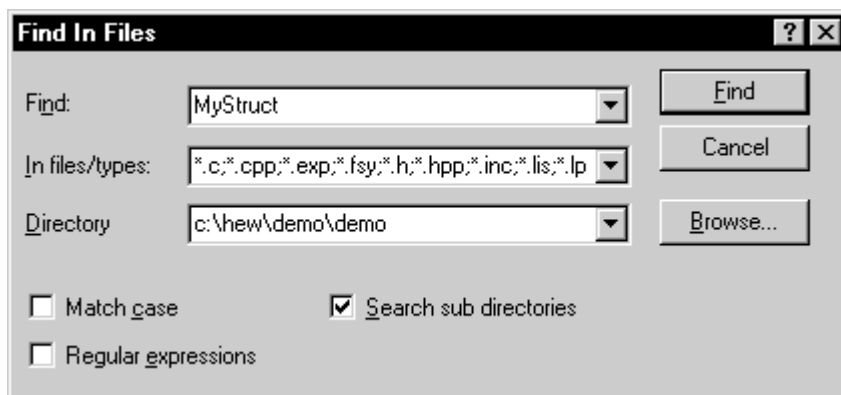 Find In Files
Find:
MyStruct
Find
In files/types:
*.c;*.cpp;*.exp;*.fsy;*.h;*.hpp;*.inc;*.lis;*.lp
Cancel
Directory
c:\hew\demo\demo
Browse...
Match case
Search sub directories
Regular expressions